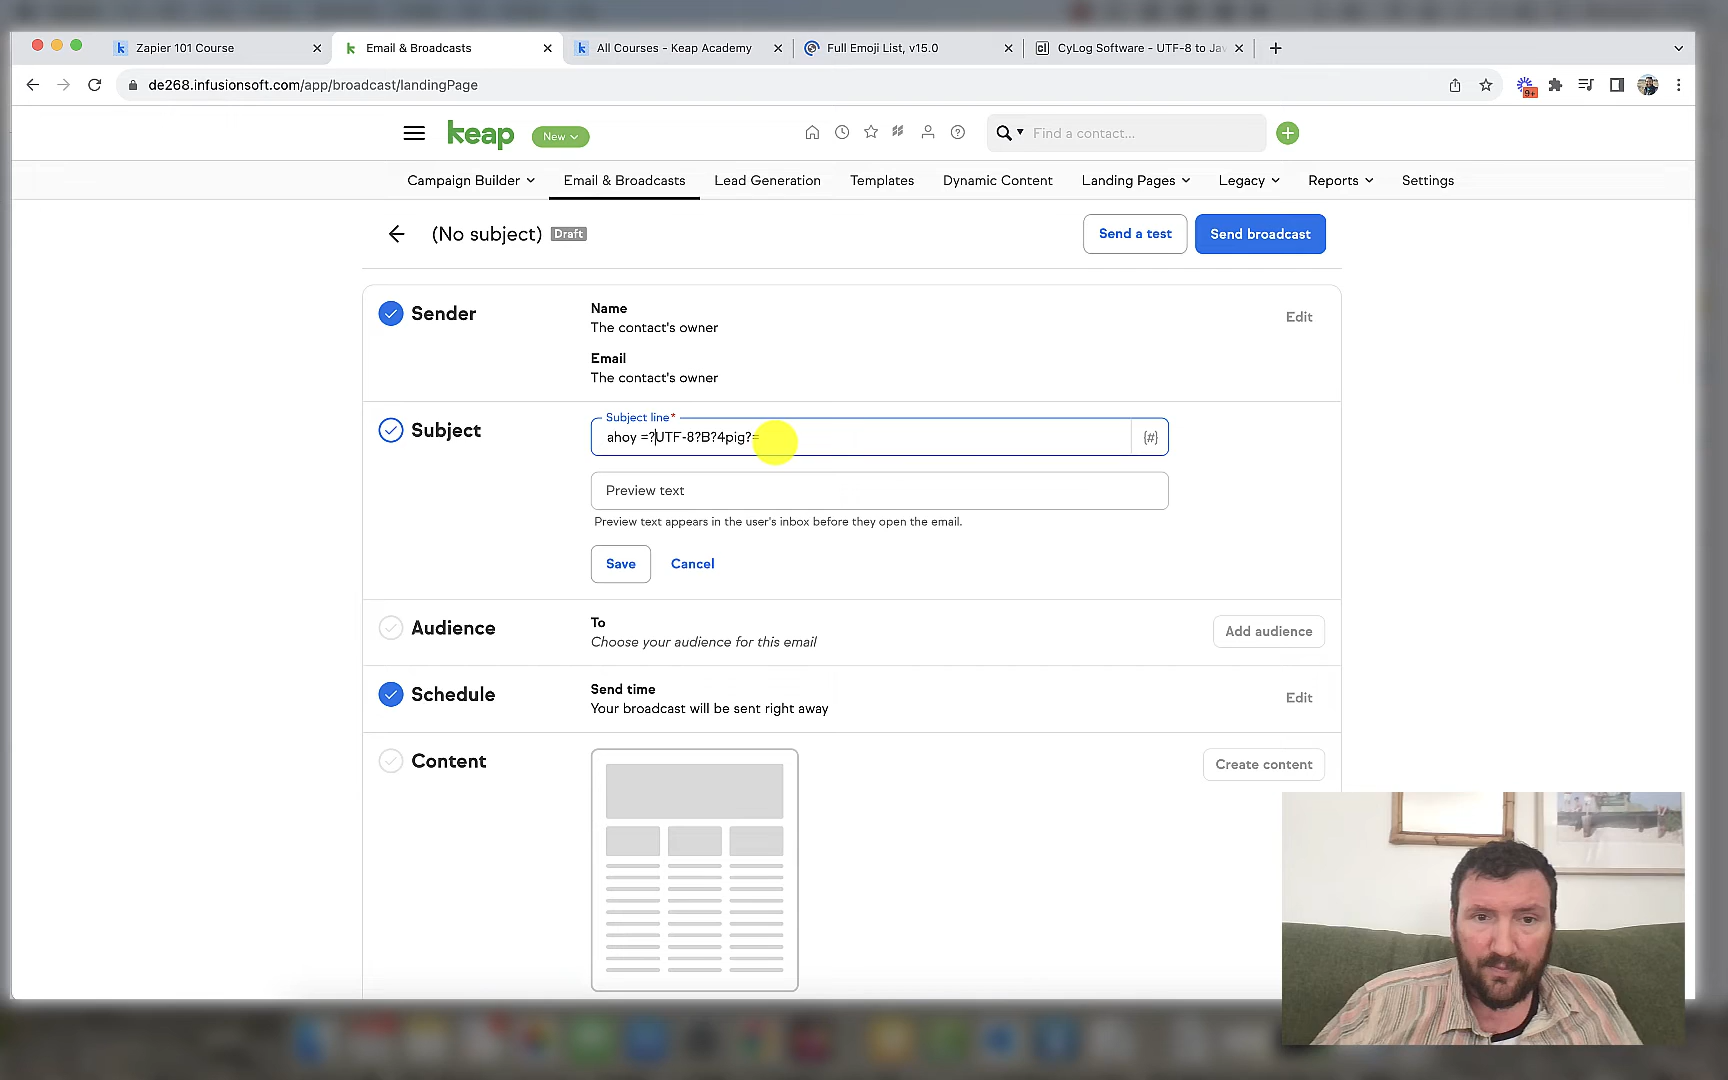 Zapier 101 Course
Email & Broadcasts
All Courses - Keap Academy
Full Emoji List, v15.0
CyLog Software - UTF-8 to Jav
de268.infusionsoft.com/app/broadcast/landingPage
9+
keap
New
Find a contact...
Campaign Builder
Email & Broadcasts
Lead Generation
Templates
Dynamic Content
Landing Pages
Legacy
Reports
Settings
(No subject)
Draft
Send a test
Send broadcast
Sender
Name
The contact's owner
Edit
Email
The contact's owner
Subject
Subject line*
ahoy =?UTF-8?B?4pig?=
{#}
Preview text
Preview text appears in the user's inbox before they open the email.
Save
Cancel
Audience
To
Choose your audience for this email
Add audience
Schedule
Send time
Your broadcast will be sent right away
Edit
Content
Create content